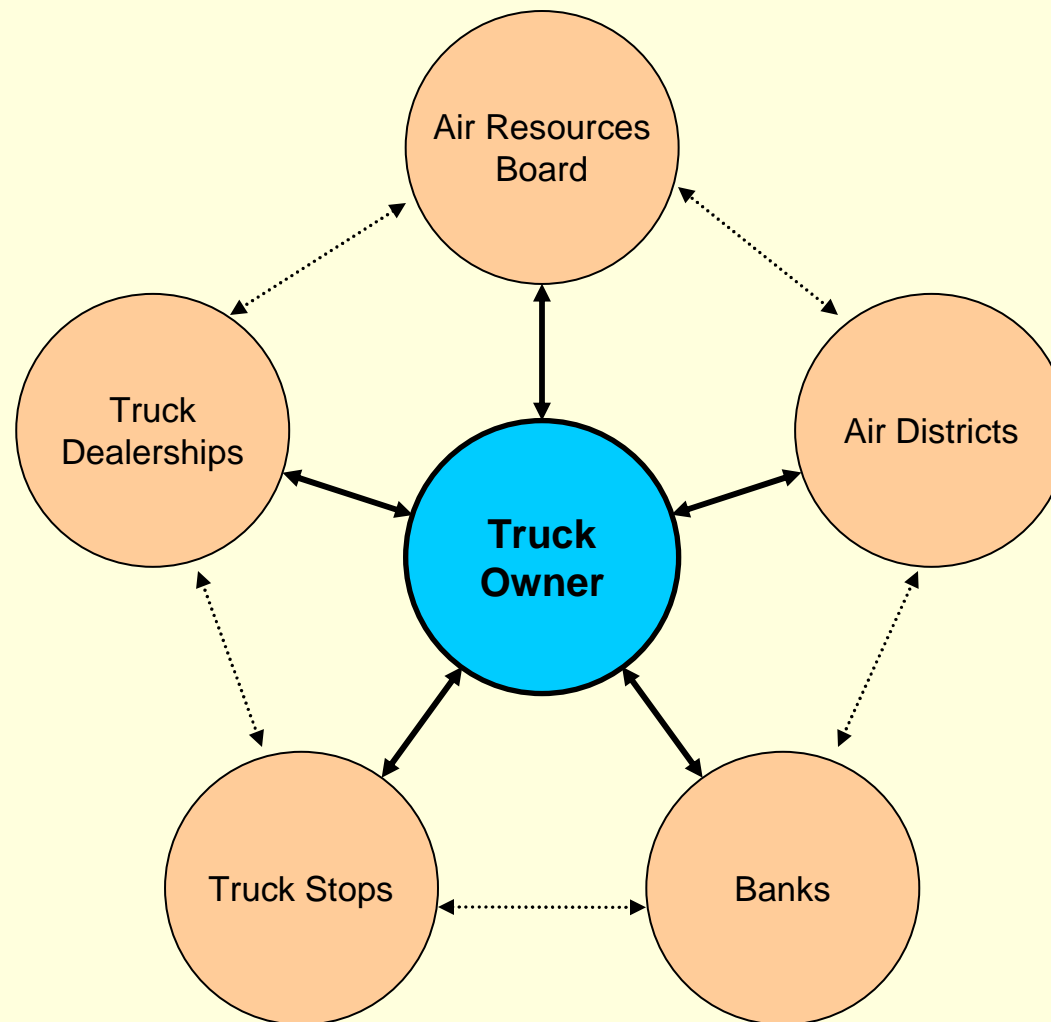 Air Resources
Board
Truck
Dealerships
Air Districts
Truck
Owner
Truck Stops
Banks